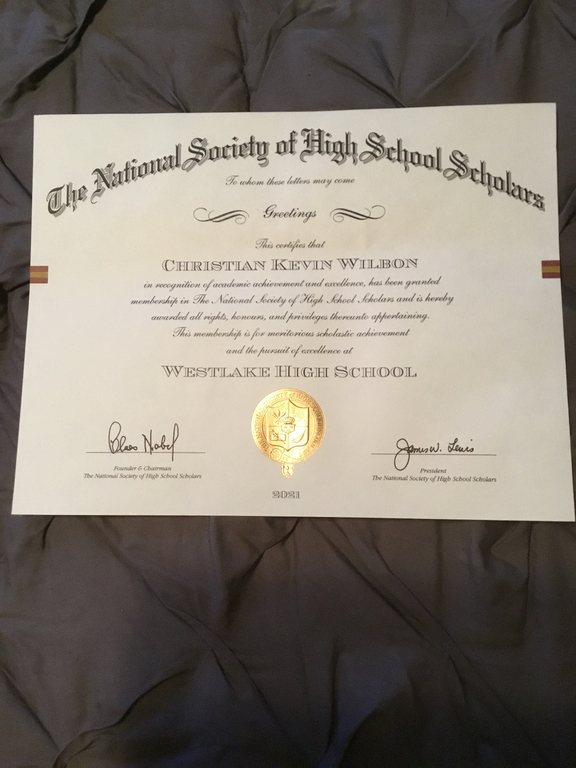 The National Society of High School Scholars
To whom these letters may come
Greetings
This certifies that
CHRISTIAN KEVIN WILBON
in recognition of academic achievement and excellence, has been granted
membership in The National Society of High School Scholars and is hereby
awarded all rights, honours, and privileges thereunto appertaining.
This membership is for meritorious scholastic achievement
and the pursuit of excellence at
WESTLAKE HIGH SCHOOL
Claes Nobel
Founder & Chairman
The National Society of High School Scholars
James W. Lewis
President
The National Society of High School Scholars
2021